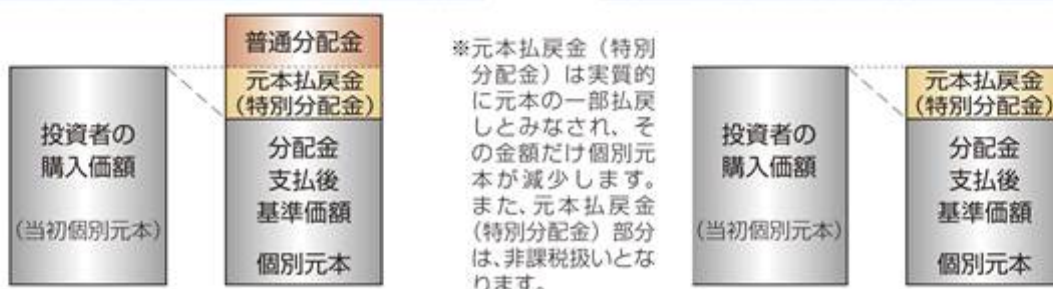 投資者の
購入価額
(当初個別元本)
普通分配金
元本払戻金
(特別分配金)
分配金
支払後
基準価額
個別元本
※元本払戻金(特別
分配金)は実質的
に元本の一部払戻
しとみなされ、そ
の金額だけ個別元
本が減少します。
また、元本払戻金
(特別分配金)部分
は、非課税扱いとな
ります。
投資者の
購入価額
(当初個別元本)
元本払戻金
(特別分配金)
分配金
支払後
基準価額
個別元本